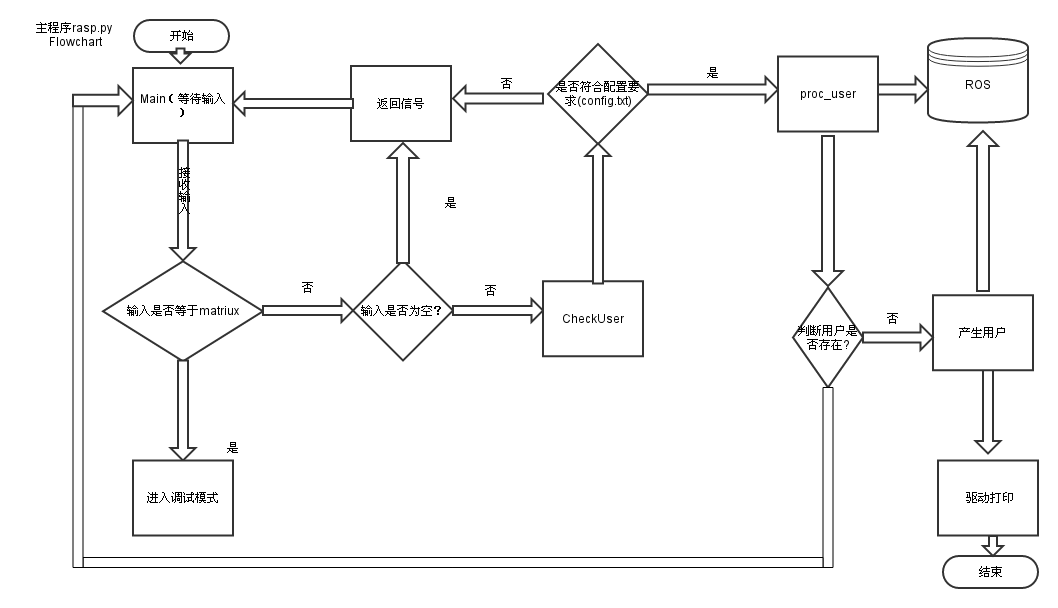 主程序rasp.py
Flowchart
开始
Main（等待输入
）
返回信号
否
是否符合配置要
求(config.txt)
是
proc_user
ROS
接
收
输
入
是
输入是否等于matriux
否
输入是否为空？
否
CheckUser
判断用户是
否存在？
否
产生用户
是
进入调试模式
驱动打印
结束